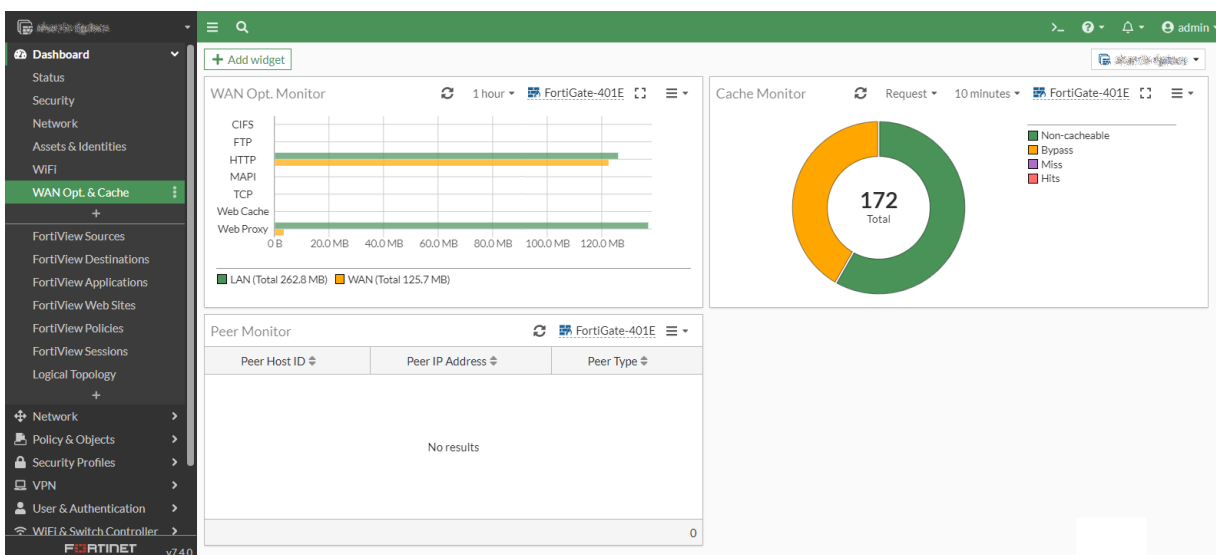 admin
Dashboard
Status
Security
Network
Assets & Identities
WiFi
WAN Opt. & Cache
+
FortiView Sources
FortiView Destinations
FortiView Applications
FortiView Web Sites
FortiView Policies
FortiView Sessions
Logical Topology
+
Network
Policy & Objects
Security Profiles
VPN
User & Authentication
WiFi & Switch Controller
FORTINET v7.4.0
+ Add widget
WAN Opt. Monitor 1 hour FortiGate-401E
CIFS
FTP
HTTP
MAPI
TCP
Web Cache
Web Proxy
0 B 20.0 MB 40.0 MB 60.0 MB 80.0 MB 100.0 MB 120.0 MB
LAN (Total 262.8 MB) WAN (Total 125.7 MB)
Cache Monitor Request 10 minutes FortiGate-401E
172
Total
Non-cacheable
Bypass
Miss
Hits
Peer Monitor FortiGate-401E
Peer Host ID Peer IP Address Peer Type
No results
0